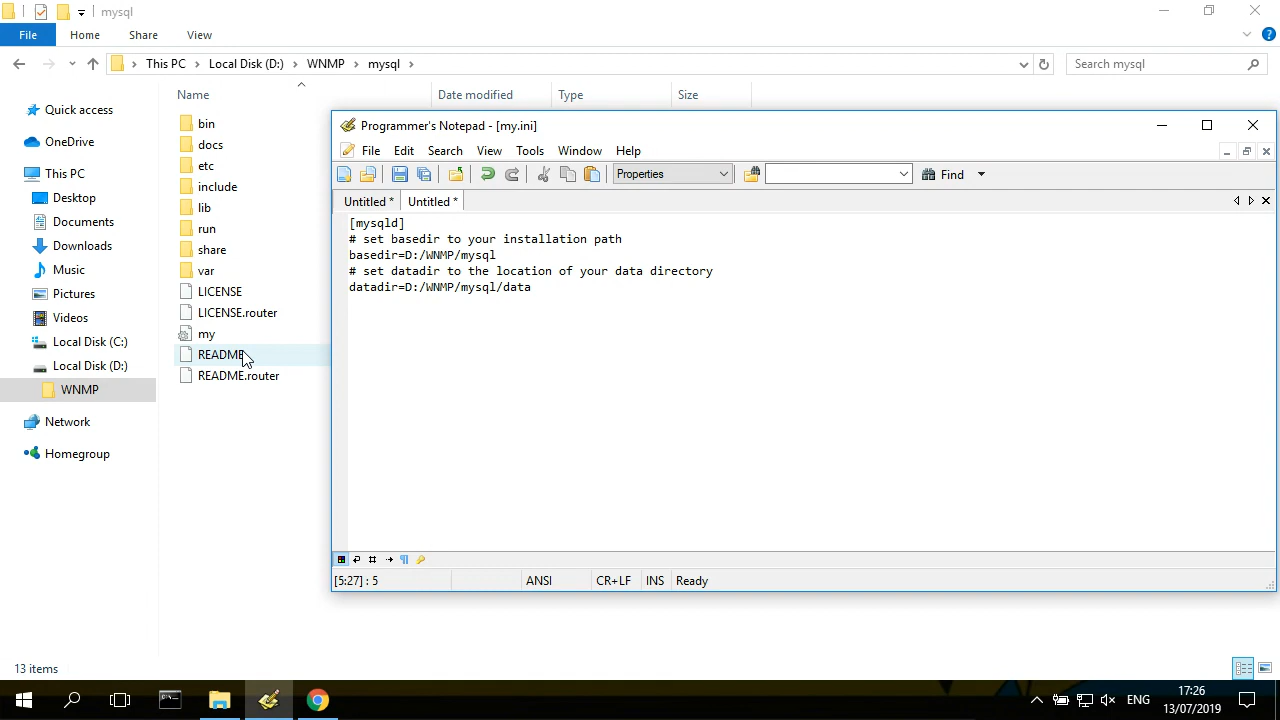 mysql
File
Home
Share
View
This PC
Local Disk (D:)
WNMP
mysql
Search mysql
Name
Date modified
Type
Size
Quick access
OneDrive
This PC
Desktop
Documents
Downloads
Music
Pictures
Videos
Local Disk (C:)
Local Disk (D:)
WNMP
Network
Homegroup
bin
docs
etc
include
lib
run
share
var
LICENSE
LICENSE.router
my
README
README.router
Programmer's Notepad - [my.ini]
File
Edit
Search
View
Tools
Window
Help
Properties
Find
Untitled *
Untitled *
[mysqld]
# set basedir to your installation path
basedir=D:/WNMP/mysql
# set datadir to the location of your data directory
datadir=D:/WNMP/mysql/data
[5:27] : 5
ANSI
CR+LF
INS
Ready
13 items
ENG
17:26
13/07/2019